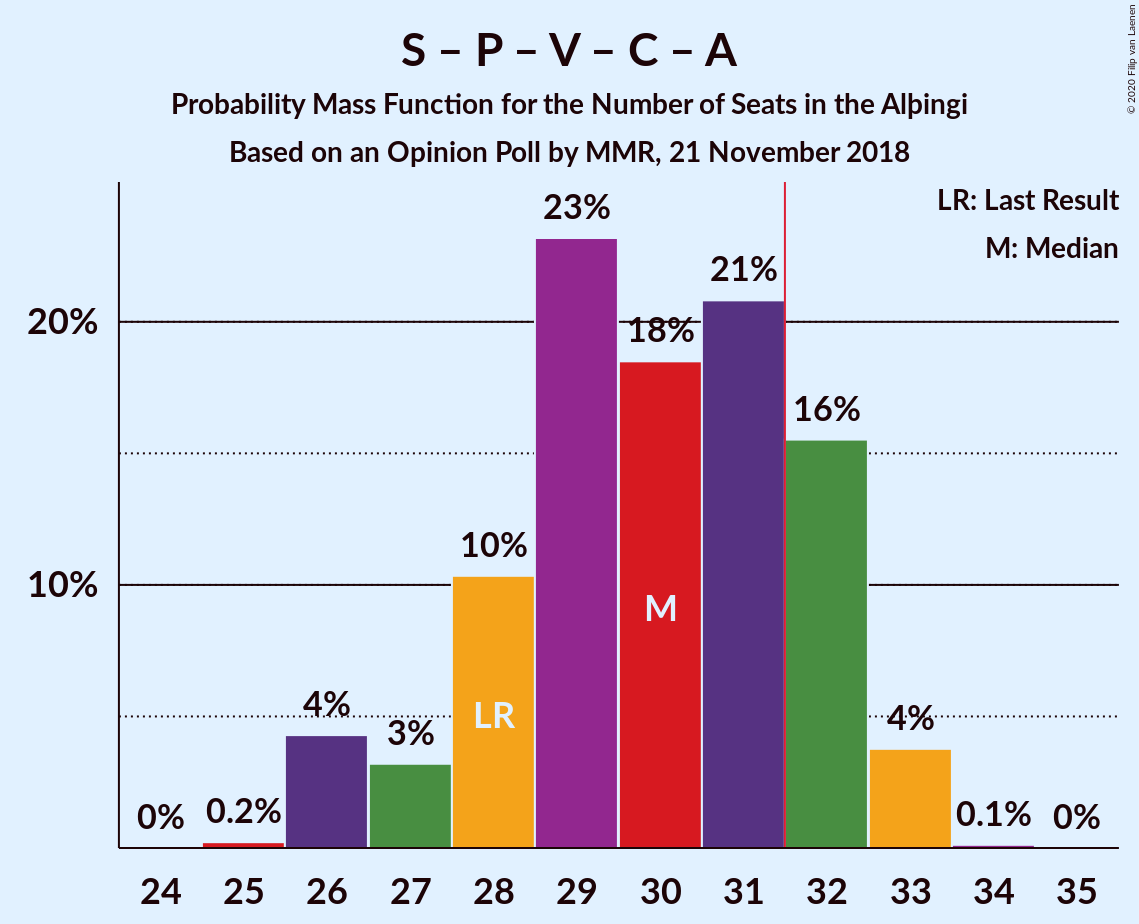 S – P – V – C – A
Probability Mass Function for the Number of Seats in the Alþingi
Based on an Opinion Poll by MMR, 21 November 2018
© 2020 Filip van Laenen
LR: Last Result
M: Median
23%
21%
20%
18%
16%
10%
10%
M
4%
LR
4%
3%
0%
0.2%
0.1%
0%
24 25 26 27 28 29 30 31 32 33 34 35